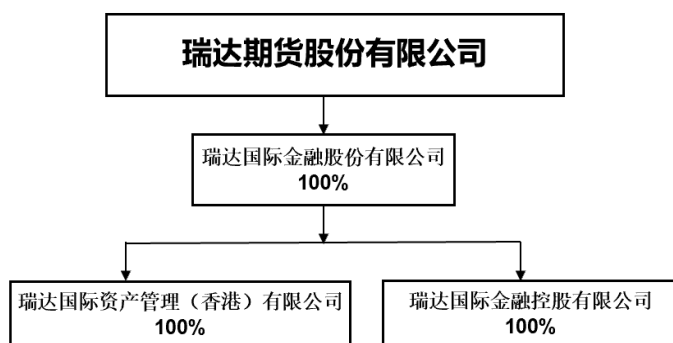 瑞达期货股份有限公司
瑞达国际金融股份有限公司
100%
瑞达国际资产管理（香港）有限公司
100%
瑞达国际金融控股有限公司
100%